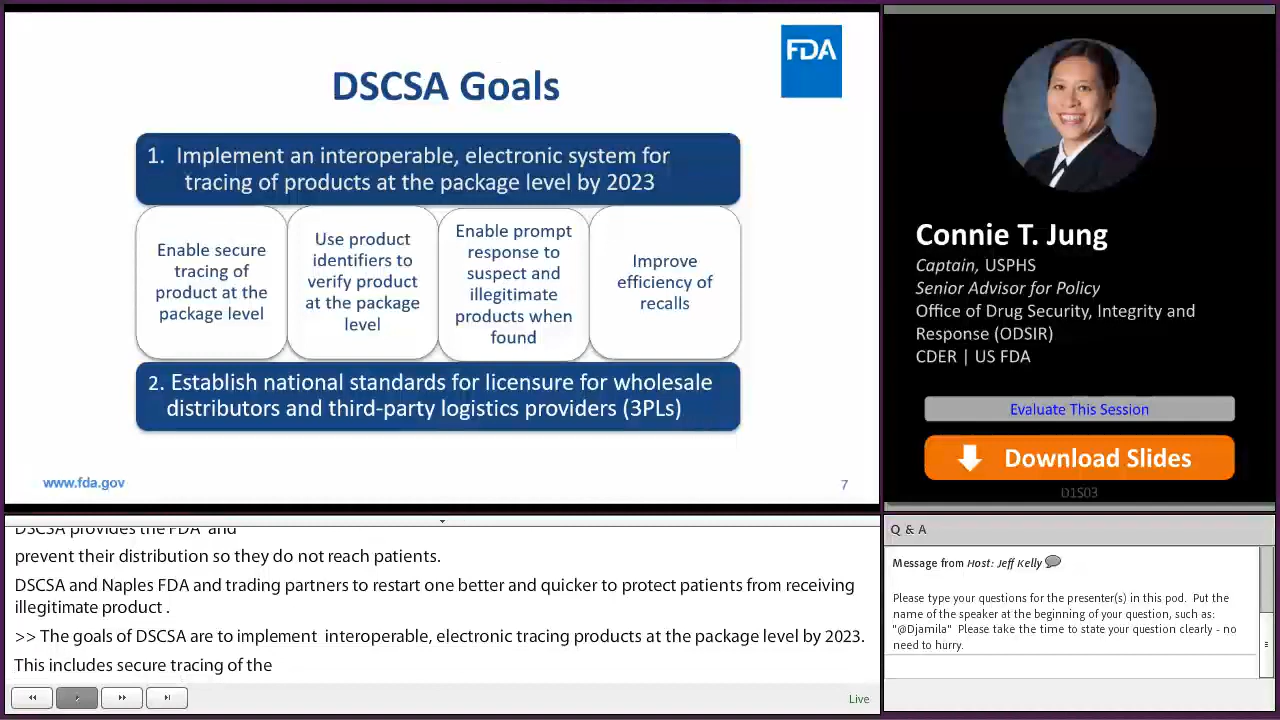 FDA
DSCSA Goals
1. Implement an interoperable, electronic system for
tracing of products at the package level by 2023
Enable secure
tracing of
product at the
package level
Use product
identifiers to
verify product
at the package
level
Enable prompt
response to
suspect and
illegitimate
products when
found
Improve
efficiency of
recalls
2. Establish national standards for licensure for wholesale
distributors and third-party logistics providers (3PLs)
www.fda.gov
7
Connie T. Jung
Captain, USPHS
Senior Advisor for Policy
Office of Drug Security, Integrity and
Response (ODSIR)
CDER | US FDA
Evaluate This Session
Download Slides
D1S03
DSCSA provides the FDA and
prevent their distribution so they do not reach patients.
DSCSA and Naples FDA and trading partners to restart one better and quicker to protect patients from receiving
illegitimate product .
>> The goals of DSCSA are to implement interoperable, electronic tracing products at the package level by 2023.
This includes secure tracing of the
Live
Q & A
Message from Host: Jeff Kelly
Please type your questions for the presenter(s) in this pod. Put the
name of the speaker at the beginning of your question, such as:
"@Djamila" Please take the time to state your question clearly - no
need to hurry.